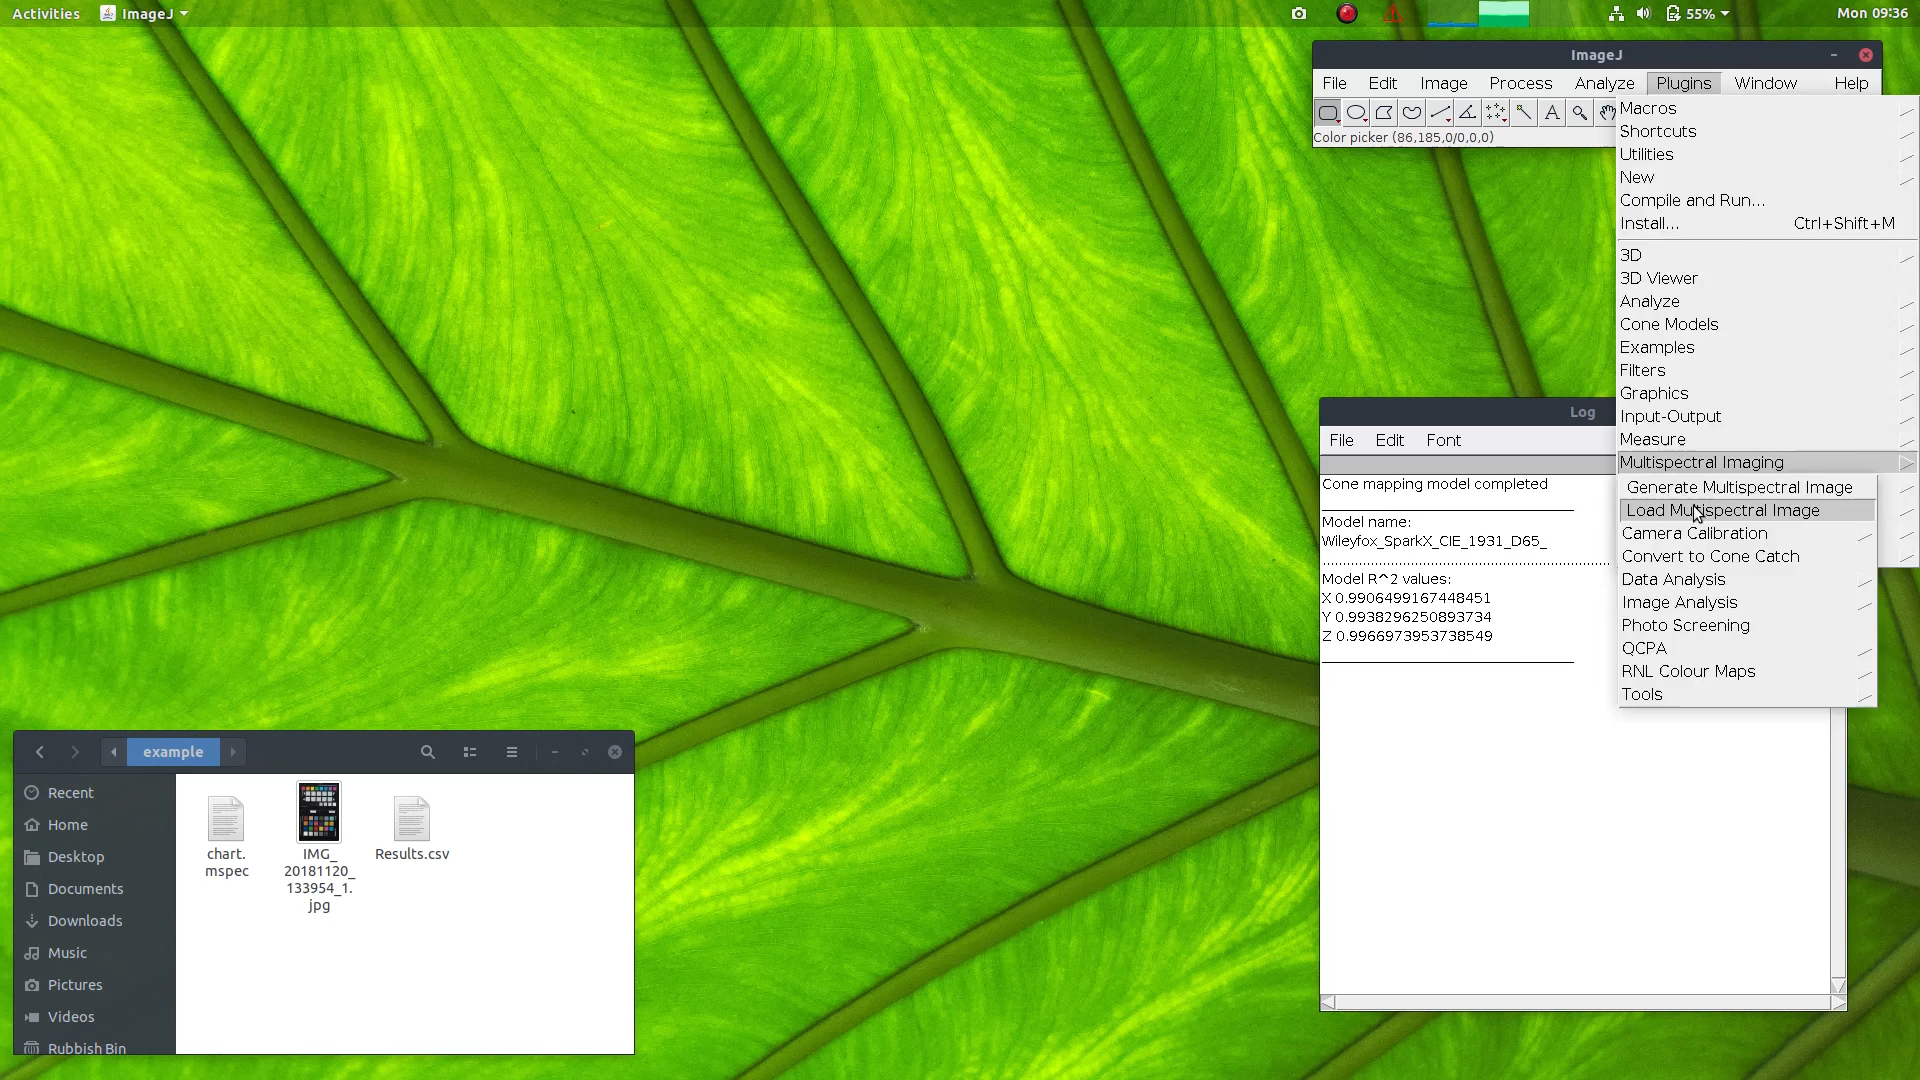 Activities ImageJ 55% Mon 09:36
ImageJ
File Edit Image Process Analyze Plugins Window Help
Color picker (86,185,0/0,0,0)
Macros
Shortcuts
Utilities
New
Compile and Run...
Install... Ctrl+Shift+M
3D
3D Viewer
Analyze
Cone Models
Examples
Filters
Graphics
Input-Output
Measure
Multispectral Imaging
Generate Multispectral Image
Load Multispectral Image
Camera Calibration
Convert to Cone Catch
Data Analysis
Image Analysis
Photo Screening
QCPA
RNL Colour Maps
Tools
Log
File Edit Font
Cone mapping model completed
Model name:
Wileyfox_SparkX_CIE_1931_D65_
Model R^2 values:
X 0.9906499167448451
Y 0.9938296250893734
Z 0.9966973953738549
example
Recent
Home
Desktop
Documents
Downloads
Music
Pictures
Videos
Rubbish Bin
chart.
mspec
IMG_
20181120_
133954_1.
jpg
Results.csv